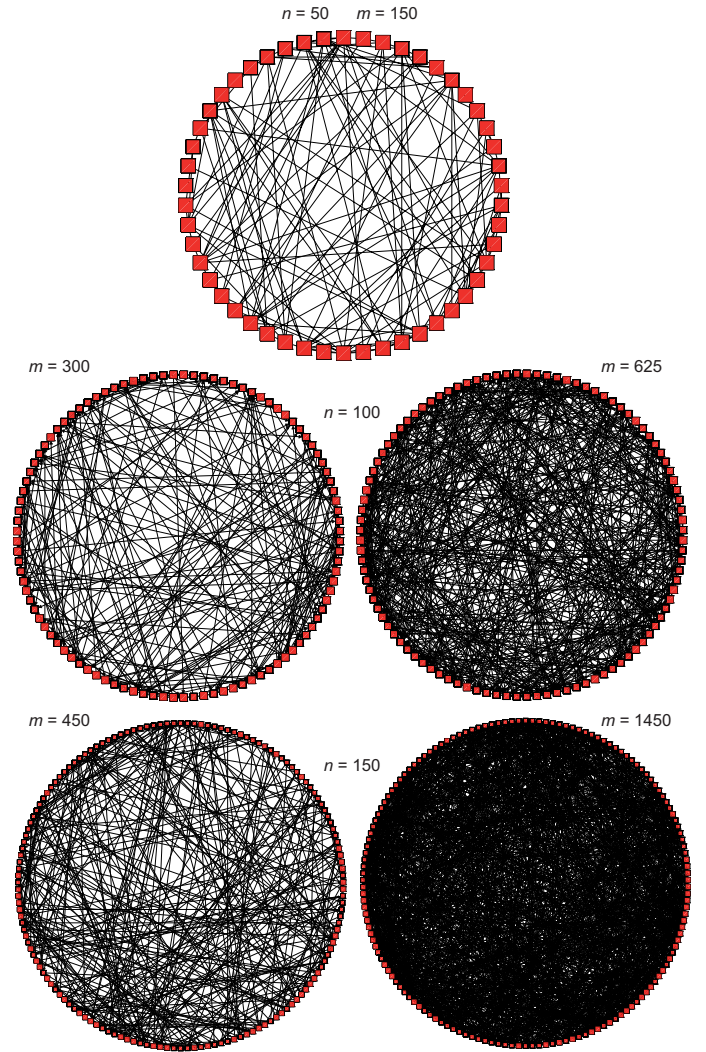 n = 50 m = 150
m = 300 m = 625
n = 100
m = 450 m = 1450
n = 150